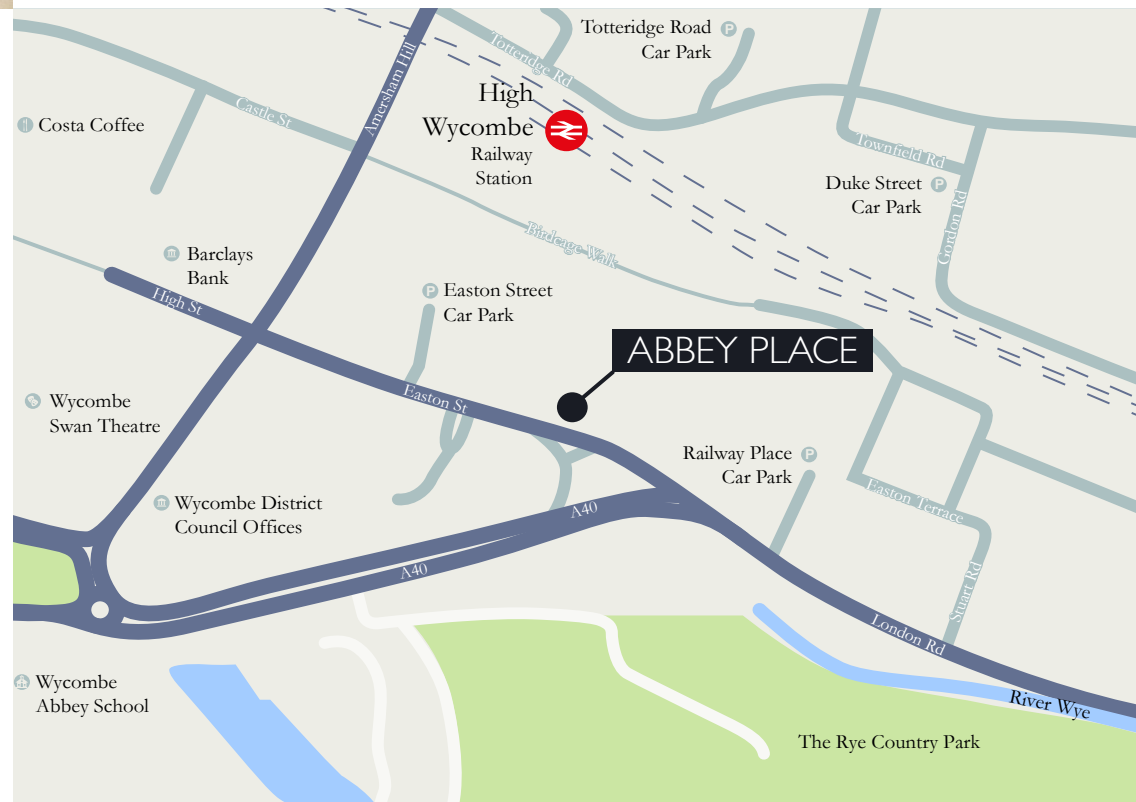 Totteridge Road
Car Park
Totteridge Rd
Amersham Hill
High
Wycombe
Railway
Station
Castle St
Costa Coffee
Townfield Rd
Duke Street
Car Park
Gordon Rd
Birdcage Walk
Barclays
Bank
High St
Easton Street
Car Park
ABBEY PLACE
Easton St
Wycombe
Swan Theatre
Railway Place
Car Park
Easton Terrace
Wycombe District
Council Offices
A40
A40
Stuart Rd
London Rd
Wycombe
Abbey School
River Wye
The Rye Country Park
P
P
P
P